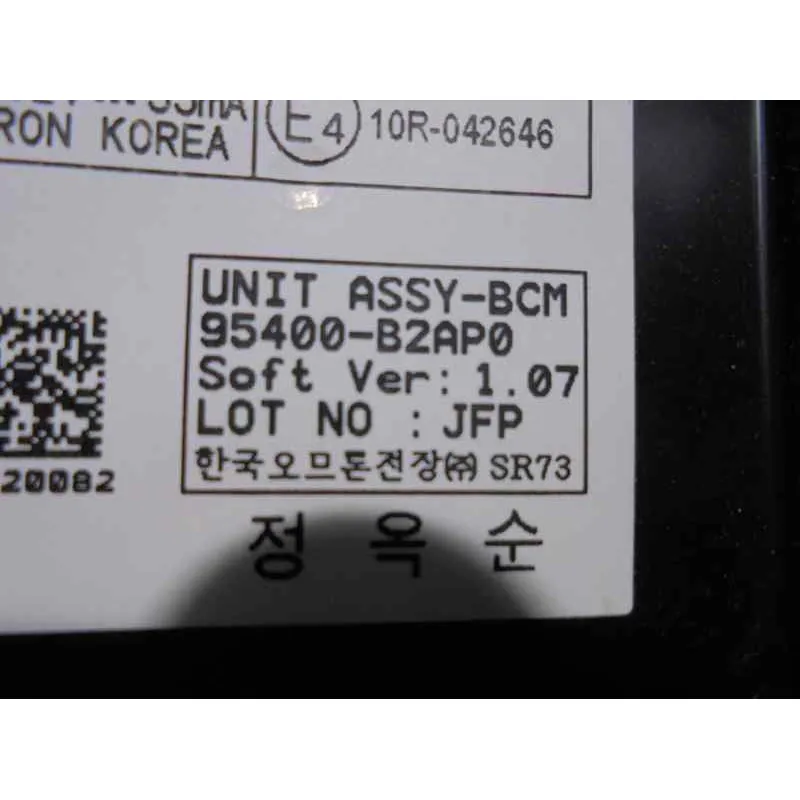 RON KOREA
E4 10R-042646
UNIT ASSY-BCM
95400-B2AP0
Soft Ver: 1.07
LOT NO : JFP
한국오므론전장㈜ SR73
20082
정 옥 순